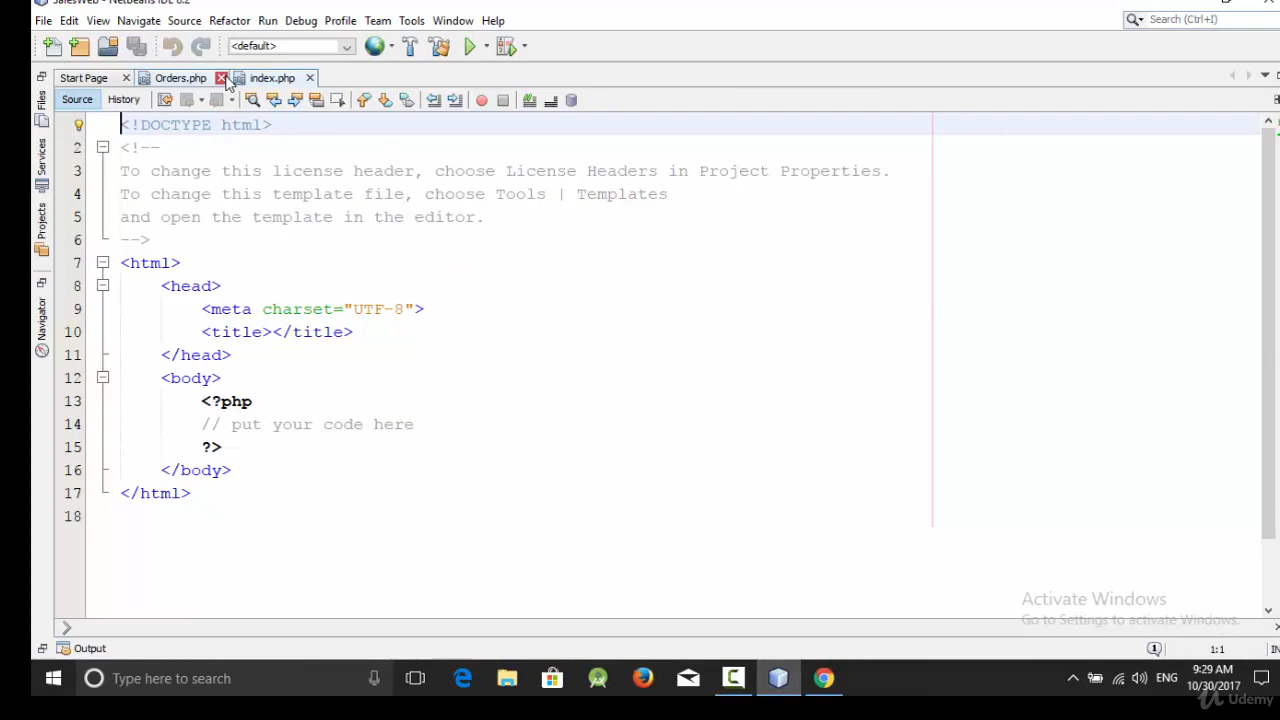 SalesWeb - NetBeans IDE 8.2
File Edit View Navigate Source Refactor Run Debug Profile Team Tools Window Help
Search (Ctrl+I)
<default>
Start Page Orders.php index.php
Source History
Files
Services
Projects
Navigator
<!DOCTYPE html>
2 <!--
3 To change this license header, choose License Headers in Project Properties.
4 To change this template file, choose Tools | Templates
5 and open the template in the editor.
6 -->
7 <html>
8 <head>
9 <meta charset="UTF-8">
10 <title></title>
11 </head>
12 <body>
13 <?php
14 // put your code here
15 ?>
16 </body>
17 </html>
18
Activate Windows
Go to Settings to activate Windows.
Output
1
1:1
IN
Type here to search
ENG
9:29 AM
10/30/2017
Udemy